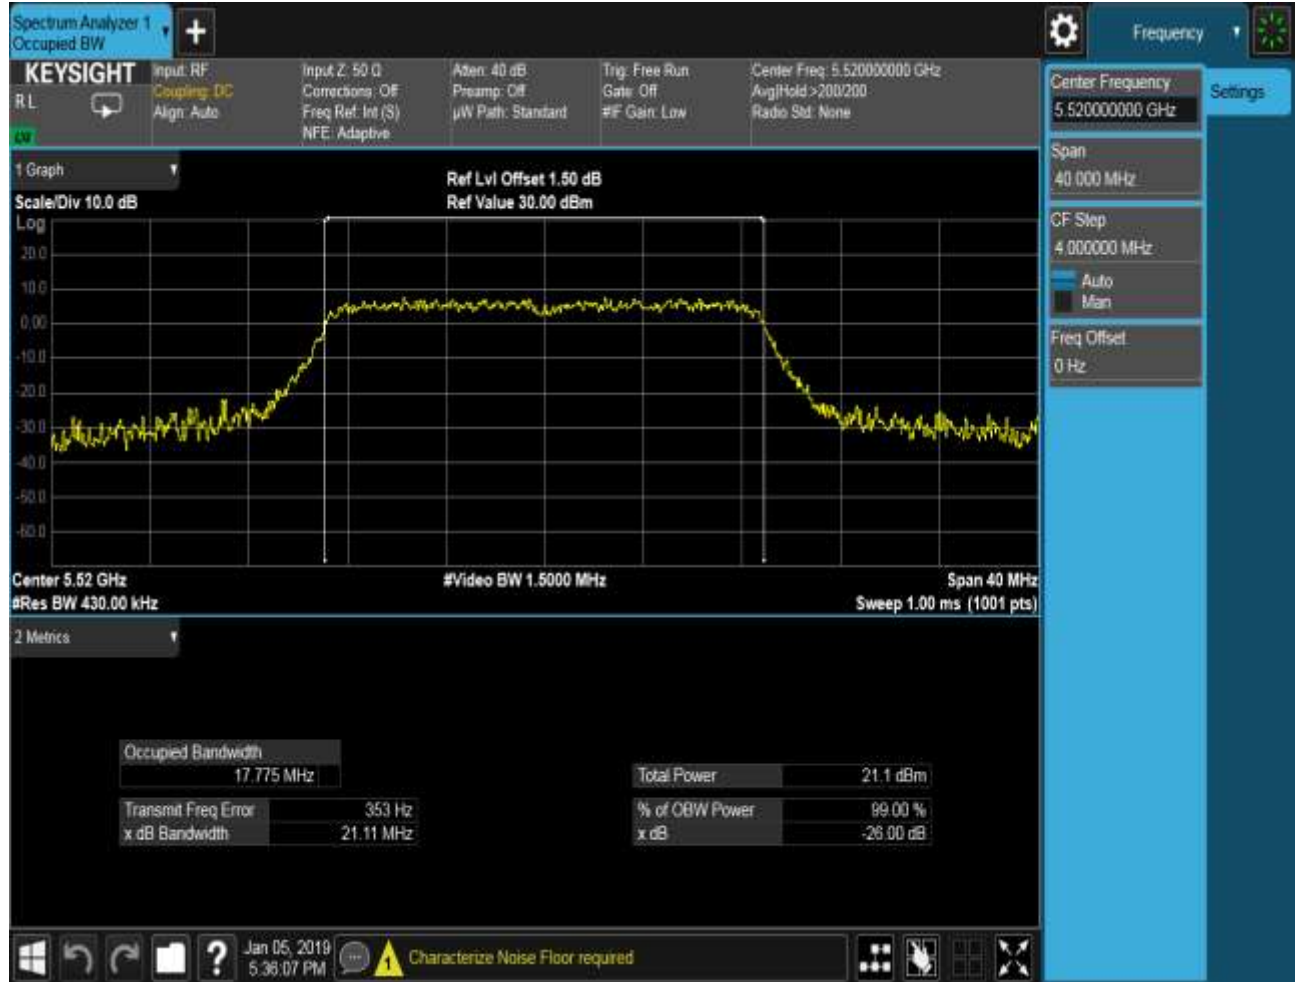 Spectrum Analyzer 1
Occupied BW
Frequency
KEYSIGHT
RL
Input: RF
Coupling: DC
Align: Auto
Input Z: 50 Ω
Corrections: Off
Freq Ref: Int (S)
NFE: Adaptive
Atten: 40 dB
Preamp: Off
µW Path: Standard
Trig: Free Run
Gate: Off
#IF Gain: Low
Center Freq: 5.520000000 GHz
Avg|Hold:>200/200
Radio Std: None
Center Frequency
5.520000000 GHz
Settings
Span
40.000 MHz
CF Step
4.000000 MHz
Auto
Man
Freq Offset
0 Hz
1 Graph
Scale/Div 10.0 dB
Ref Lvl Offset 1.50 dB
Ref Value 30.00 dBm
Log
20.0
10.0
0.00
-10.0
-20.0
-30.0
-40.0
-50.0
-60.0
Center 5.52 GHz
#Video BW 1.5000 MHz
Span 40 MHz
#Res BW 430.00 kHz
Sweep 1.00 ms (1001 pts)
2 Metrics
Occupied Bandwidth
17.775 MHz
Total Power 21.1 dBm
Transmit Freq Error 353 Hz
% of OBW Power 99.00 %
x dB Bandwidth 21.11 MHz
x dB -26.00 dB
Jan 05, 2019
5:36:07 PM
1
Characterize Noise Floor required